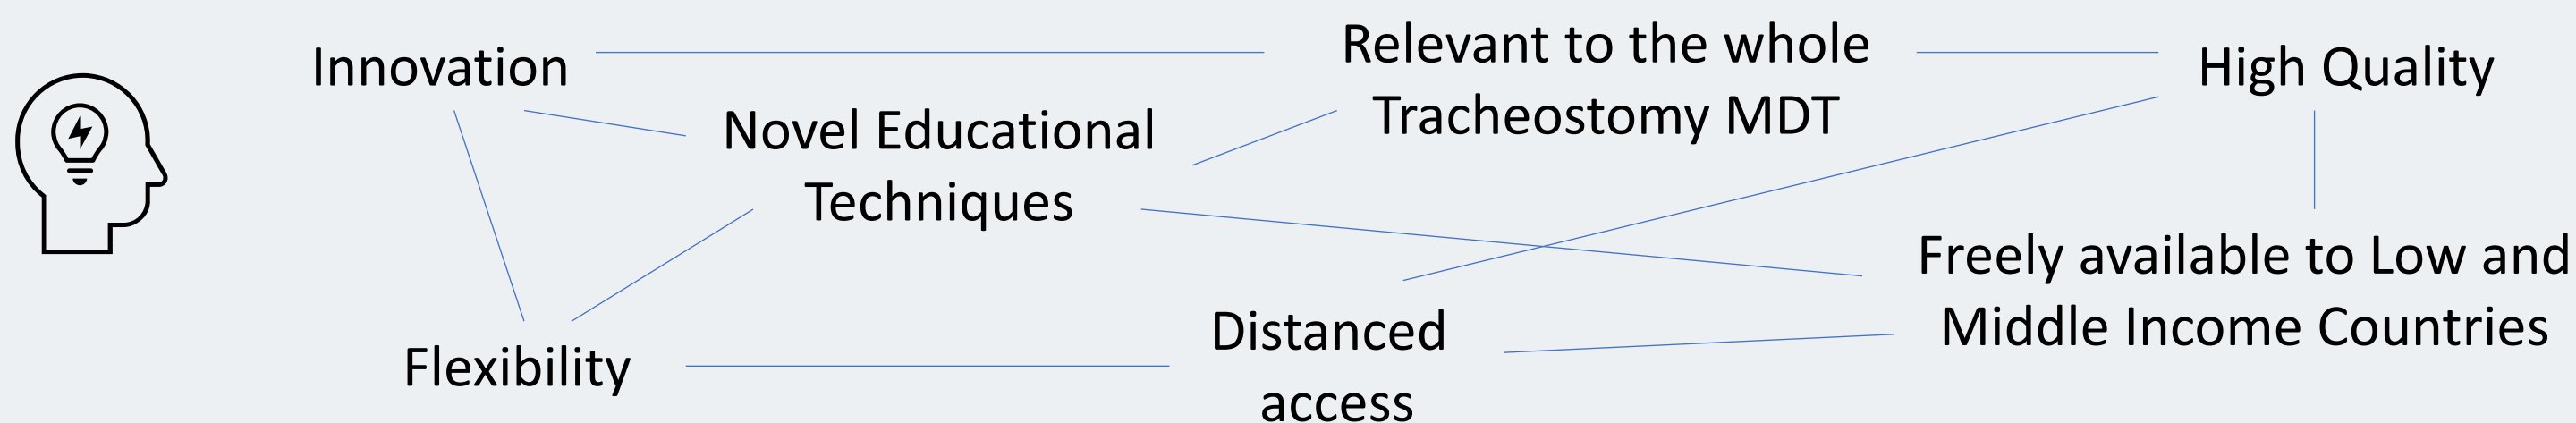 Innovation
Novel Educational
Techniques
Relevant to the whole
Tracheostomy MDT
High Quality
Flexibility
Distanced
access
Freely available to Low and
Middle Income Countries